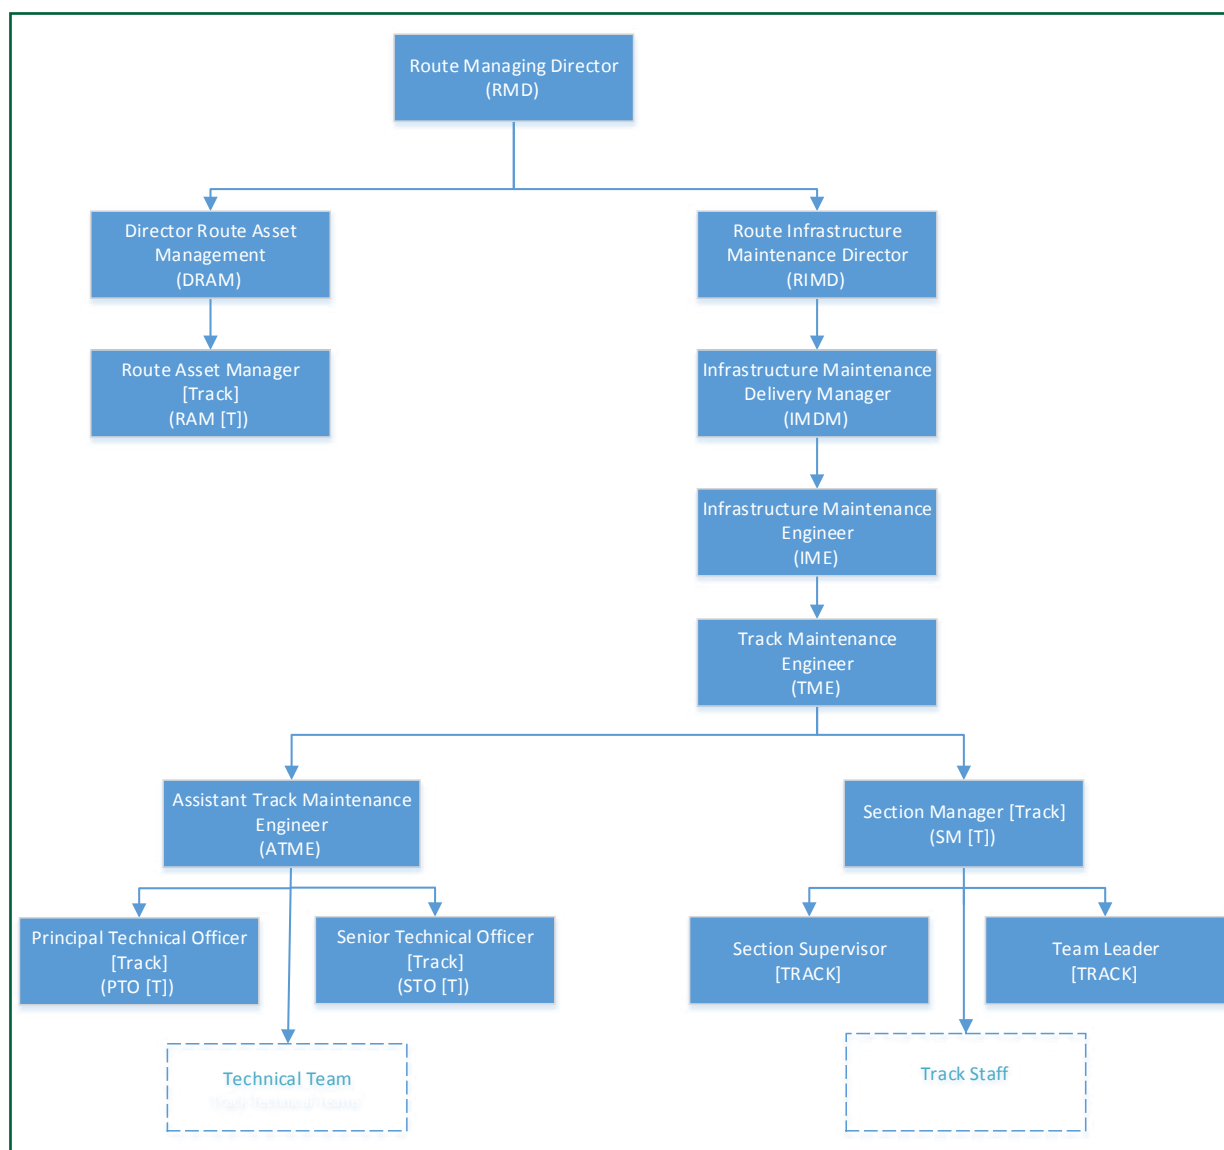 Route Managing Director
(RMD)
Director Route Asset
Management
(DRAM)
Route Infrastructure
Maintenance Director
(RIMD)
Route Asset Manager
[Track]
(RAM [T])
Infrastructure Maintenance
Delivery Manager
(IMDM)
Infrastructure Maintenance
Engineer
(IME)
Track Maintenance
Engineer
(TME)
Assistant Track Maintenance
Engineer
(ATME)
Section Manager [Track]
(SM [T])
Principal Technical Officer
[Track]
(PTO [T])
Senior Technical Officer
[Track]
(STO [T])
Section Supervisor
[TRACK]
Team Leader
[TRACK]
Technical Team
Track Staff